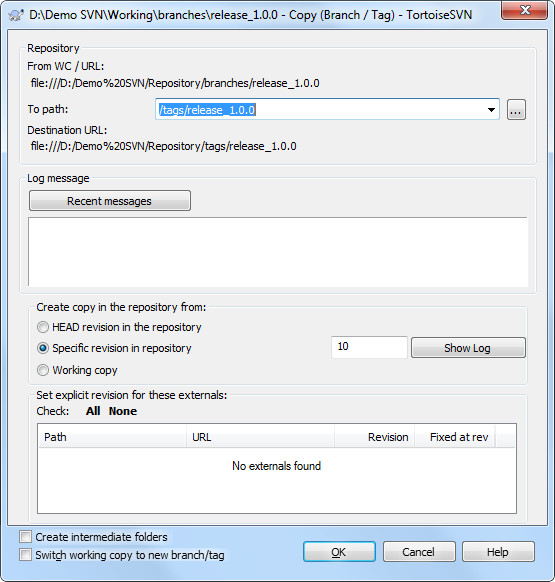 D:\Demo SVN\Working\branches\release_1.0.0 - Copy (Branch / Tag) - TortoiseSVN
Repository
From WC / URL:
file:///D:/Demo%20SVN/Repository/branches/release_1.0.0
To path:
/tags/release_1.0.0
...
Destination URL:
file:///D:/Demo%20SVN/Repository/tags/release_1.0.0
Log message
Recent messages
Create copy in the repository from:
HEAD revision in the repository
Specific revision in repository
10
Show Log
Working copy
Set explicit revision for these externals:
Check: All None
Path URL Revision Fixed at rev
No externals found
Create intermediate folders
Switch working copy to new branch/tag
OK Cancel Help